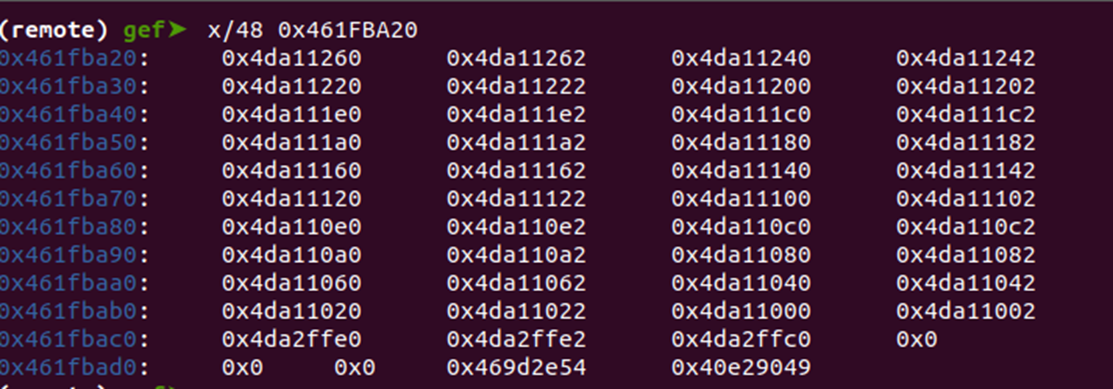 (remote) gef➤ x/48 0x461FBA20
0x461fba20: 0x4da11260 0x4da11262 0x4da11240 0x4da11242
0x461fba30: 0x4da11220 0x4da11222 0x4da11200 0x4da11202
0x461fba40: 0x4da111e0 0x4da111e2 0x4da111c0 0x4da111c2
0x461fba50: 0x4da111a0 0x4da111a2 0x4da11180 0x4da11182
0x461fba60: 0x4da11160 0x4da11162 0x4da11140 0x4da11142
0x461fba70: 0x4da11120 0x4da11122 0x4da11100 0x4da11102
0x461fba80: 0x4da110e0 0x4da110e2 0x4da110c0 0x4da110c2
0x461fba90: 0x4da110a0 0x4da110a2 0x4da11080 0x4da11082
0x461fbaa0: 0x4da11060 0x4da11062 0x4da11040 0x4da11042
0x461fbab0: 0x4da11020 0x4da11022 0x4da11000 0x4da11002
0x461fbac0: 0x4da2ffe0 0x4da2ffe2 0x4da2ffc0 0x0
0x461fbad0: 0x0 0x0 0x469d2e54 0x40e29049